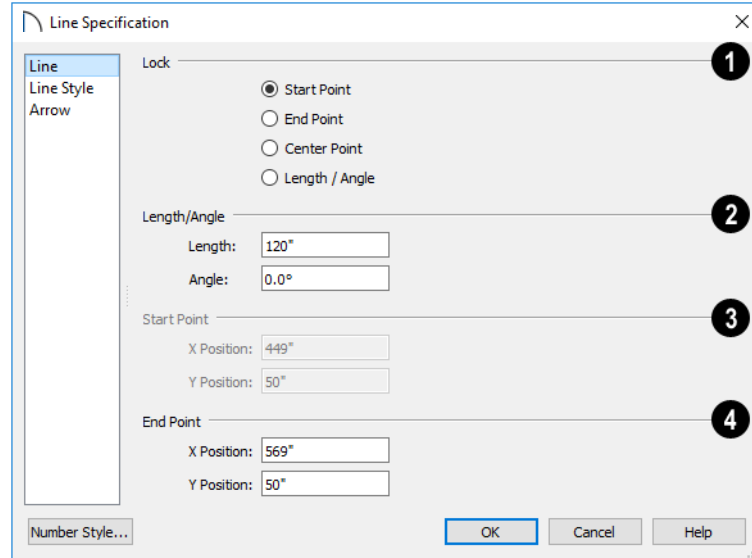 Line Specification
Line
Line Style
Arrow
Lock
1
Start Point
End Point
Center Point
Length / Angle
Length/Angle
2
Length: 120"
Angle: 0.0°
Start Point
3
X Position: 449"
Y Position: 50"
End Point
4
X Position: 569"
Y Position: 50"
Number Style...
OK
Cancel
Help